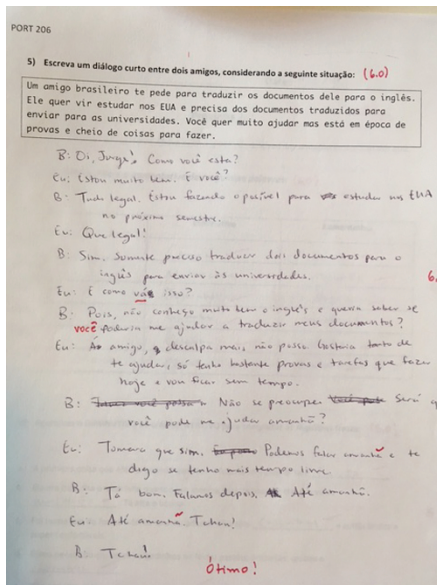 PORT 206
5) Escreva um diálogo curto entre dois amigos, considerando a seguinte situação: (6.0)
Um amigo brasileiro te pede para traduzir os documentos dele para o inglês.
Ele quer vir estudar nos EUA e precisa dos documentos traduzidos para
enviar para as universidades. Você quer muito ajudar mas está em época de
provas e cheio de coisas para fazer.
B: Oi, Como você esta?
Eu: Estou muito bem. E você?
B: Tudo legal. Estou fazendo o posível para estudar nos EUA
no próximo semestre.
Eu: Que legal!
B: Sim. Somente preciso traducir dois documentos para o
inglês para enviar às universidades.
Eu: E como vá isso?
6.
B: Pois, não conheço muito bem o inglês e queria saber se
você poderia me ajudar a traduzir meus documentos?
Eu: amigo, desculpa mais, não posso. Gostaria tanto de
te ajudar, só tenho bastante provas e tarefas que fazer
hoje e vou ficar sem tempo.
B: Não se preocupe. Será q
você pode me ajudar amanhã?
Eu: Tomara que sim. Podemos falar amanhã e te
digo se tenho mais tempo livre.
B: Tá bom. Falamos depois. Até amanhã.
Eu: Até amanhã. Tchau!
B: Tchau!
Ótimo!